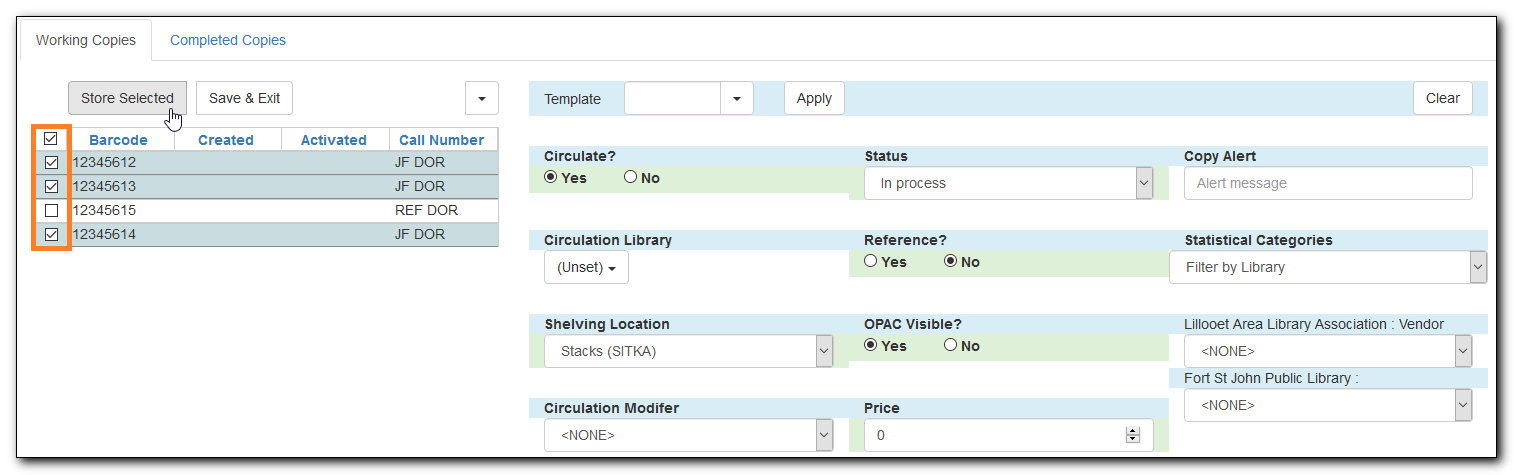 Working Copies Completed Copies
Store Selected Save & Exit
Barcode Created Activated Call Number
12345612 JF DOR
12345613 JF DOR
12345615 REF DOR
12345614 JF DOR
Template Apply Clear
Circulate? Status Copy Alert
Yes No In process Alert message
Circulation Library Reference? Statistical Categories
(Unset) Yes No Filter by Library
Shelving Location OPAC Visible? Lillooet Area Library Association : Vendor
Stacks (SITKA) Yes No <NONE>
Fort St John Public Library :
Circulation Modifer Price <NONE>
<NONE> 0